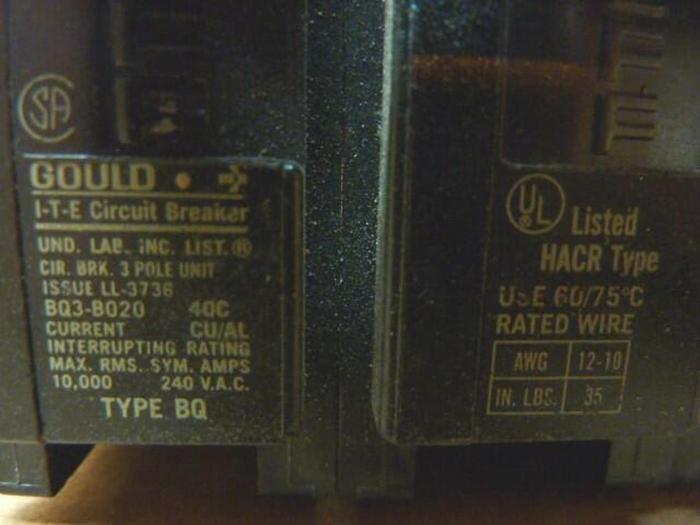 SA
GOULD
I-T-E Circuit Breaker
UND. LAB. INC. LIST.®
CIR. BRK. 3 POLE UNIT
ISSUE LL-3736
BQ3-B020 40C
CURRENT CU/AL
INTERRUPTING RATING
MAX. RMS. SYM. AMPS
10,000 240 V.A.C.
TYPE BQ
UL® Listed
HACR Type
USE 60/75°C
RATED WIRE
AWG 12-10
IN. LBS. 35